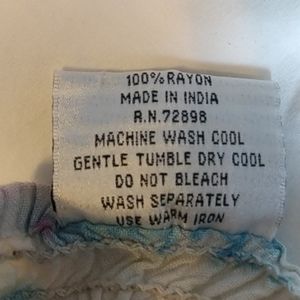 100% RAYON
MADE IN INDIA
R.N.72898
MACHINE WASH COOL
GENTLE TUMBLE DRY COOL
DO NOT BLEACH
WASH SEPARATELY
USE WARM IRON